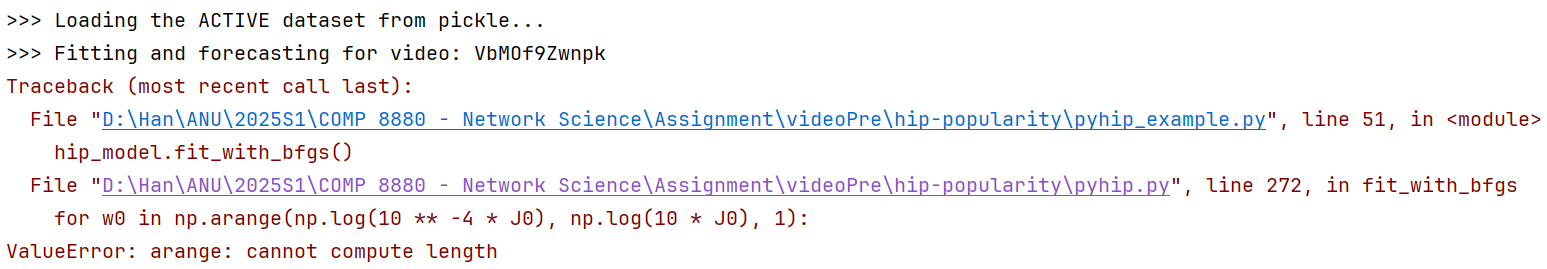 >>> Loading the ACTIVE dataset from pickle...
>>> Fitting and forecasting for video: VbMOf9Zwnpk
Traceback (most recent call last):
  File "D:\Han\ANU\2025S1\COMP 8880 - Network Science\Assignment\videoPre\hip-popularity\pyhip_example.py", line 51, in <module>
    hip_model.fit_with_bfgs()
  File "D:\Han\ANU\2025S1\COMP 8880 - Network Science\Assignment\videoPre\hip-popularity\pyhip.py", line 272, in fit_with_bfgs
    for w0 in np.arange(np.log(10 ** -4 * J0), np.log(10 * J0), 1):
ValueError: arange: cannot compute length